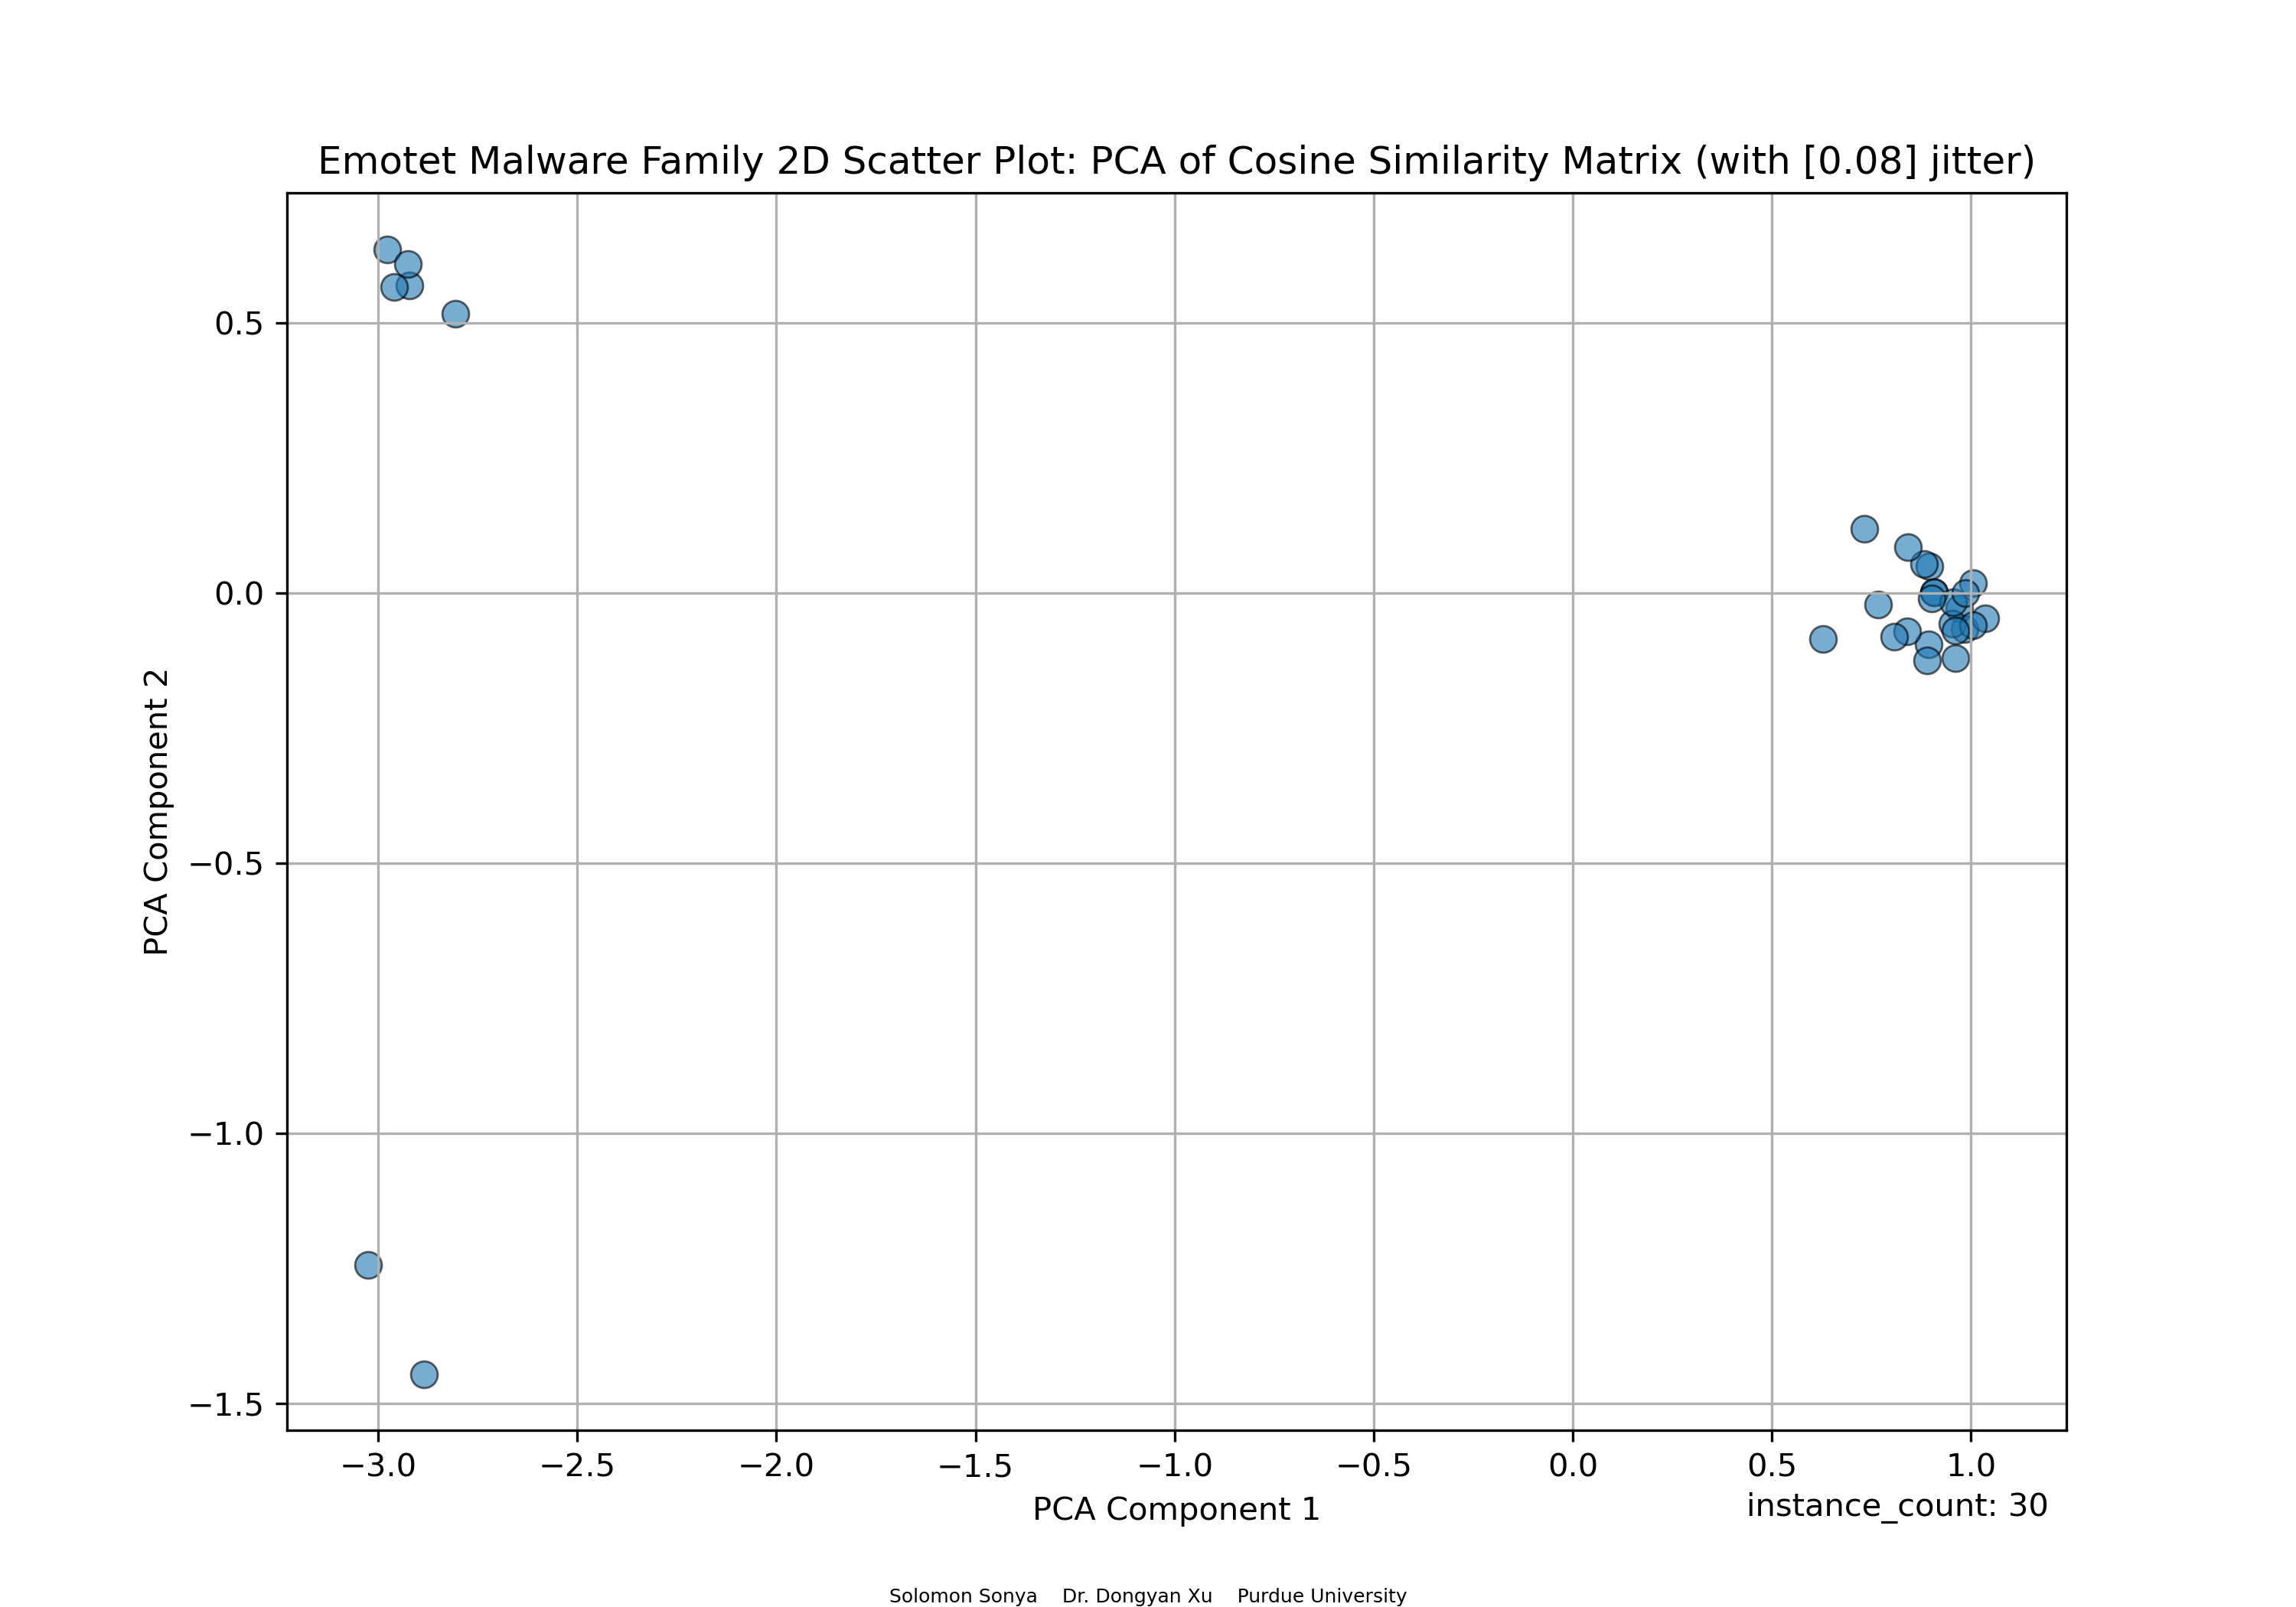 Emotet Malware Family 2D Scatter Plot: PCA of Cosine Similarity Matrix (with [0.08] jitter)
PCA Component 2
0.5
0.0
−0.5
−1.0
−1.5
−3.0 −2.5 −2.0 −1.5 −1.0 −0.5 0.0 0.5 1.0
PCA Component 1
instance_count: 30
Solomon Sonya Dr. Dongyan Xu Purdue University